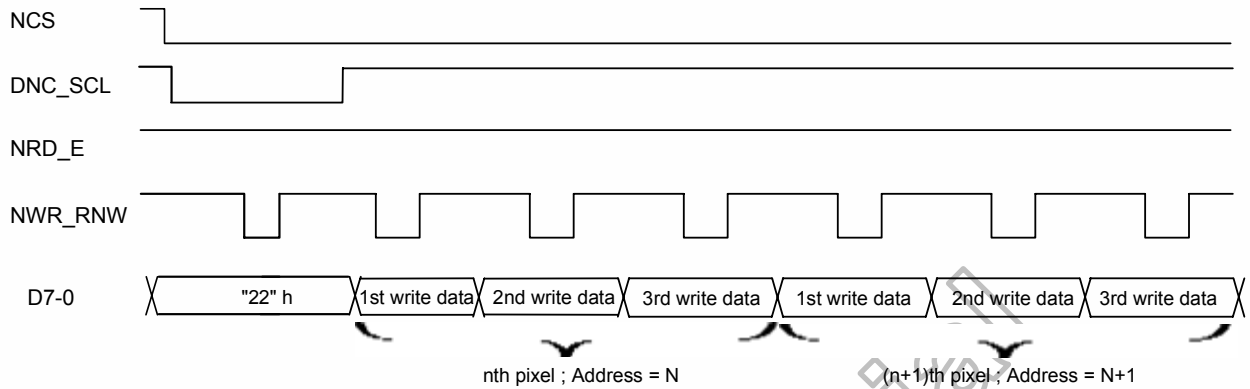 NCS
DNC_SCL
NRD_E
NWR_RNW
D7-0 "22" h 1st write data 2nd write data 3rd write data 1st write data 2nd write data 3rd write data
nth pixel ; Address = N (n+1)th pixel ; Address = N+1